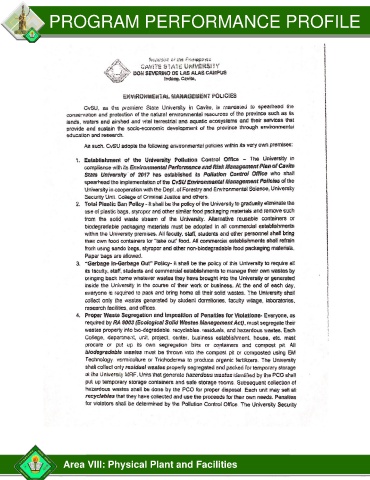 PROGRAM PERFORMANCE PROFILE
Republic of the Philippines
CAVITE STATE UNIVERSITY
DON SEVERINO DE LAS ALAS CAMPUS
Indang, Cavite
ENVIRONMENTAL MANAGEMENT POLICIES
CvSU, as the premiere State University in Cavite, is mandated to spearhead the
conservation and protection of the natural environmental resources of the province such as its
lands, waters and airshed and vital terrestrial and aquatic ecosystems and their services that
provide and sustain the socio-economic development of the province through environmental
education and research.
As such, CvSU adopts the following environmental policies within its very own premises:
1. Establishment of the University Pollution Control Office – The University in
compliance with its Environmental Performance and Risk Management Plan of Cavite
State University of 2017 has established its Pollution Control Office who shall
spearhead the implementation of the CvSU Environmental Management Policies of the
University in cooperation with the Dept. of Forestry and Environmental Science, University
Security Unit, College of Criminal Justice and others.
2. Total Plastic Ban Policy - It shall be the policy of the University to gradually eliminate the
use of plastic bags, styropor and other similar food packaging materials and remove such
from the solid waste stream of the University. Alternative reusable containers or
biodegradable packaging materials must be adopted in all commercial establishments
within the University premises. All faculty, staff, students and other personnel shall bring
their own food containers for "take out" food. All commercial establishments shall refrain
from using sando bags, styropor and other non-biodegradable food packaging materials.
Paper bags are allowed.
3. "Garbage In-Garbage Out" Policy- It shall be the policy of this University to require all
its faculty, staff, students and commercial establishments to manage their own wastes by
bringing back home whatever wastes they have brought into the University or generated
inside the University in the course of their work or business. At the end of each day,
everyone is required to pack and bring home all their solid wastes. The University shall
collect only the wastes generated by student dormitories, faculty village, laboratories,
research facilities, and offices.
4. Proper Waste Segregation and Imposition of Penalties for Violations- Everyone, as
required by RA 9003 (Ecological Solid Wastes Management Act), must segregate their
wastes properly into bio-degradable, recyclables, residuals, and hazardous wastes. Each
College, department, unit, project, center, business establishment, house, etc. must
procure or put up its own segregation bins or containers and compost pit. All
biodegradable wastes must be thrown into the compost pit or composted using EM
Technology, vermiculture or Trichoderma to produce organic fertilizers. The University
shall collect only residual wastes properly segregated and packed for temporary storage
at the University MRF. Units that generate hazardous wastes identified by the PCO shall
put up temporary storage containers and safe storage rooms. Subsequent collection of
hazardous wastes shall be done by the PCO for proper disposal. Each unit may sell all
recyclables that they have collected and use the proceeds for their own needs. Penalties
for violators shall be determined by the Pollution Control Office. The University Security
Area VIII: Physical Plant and Facilities